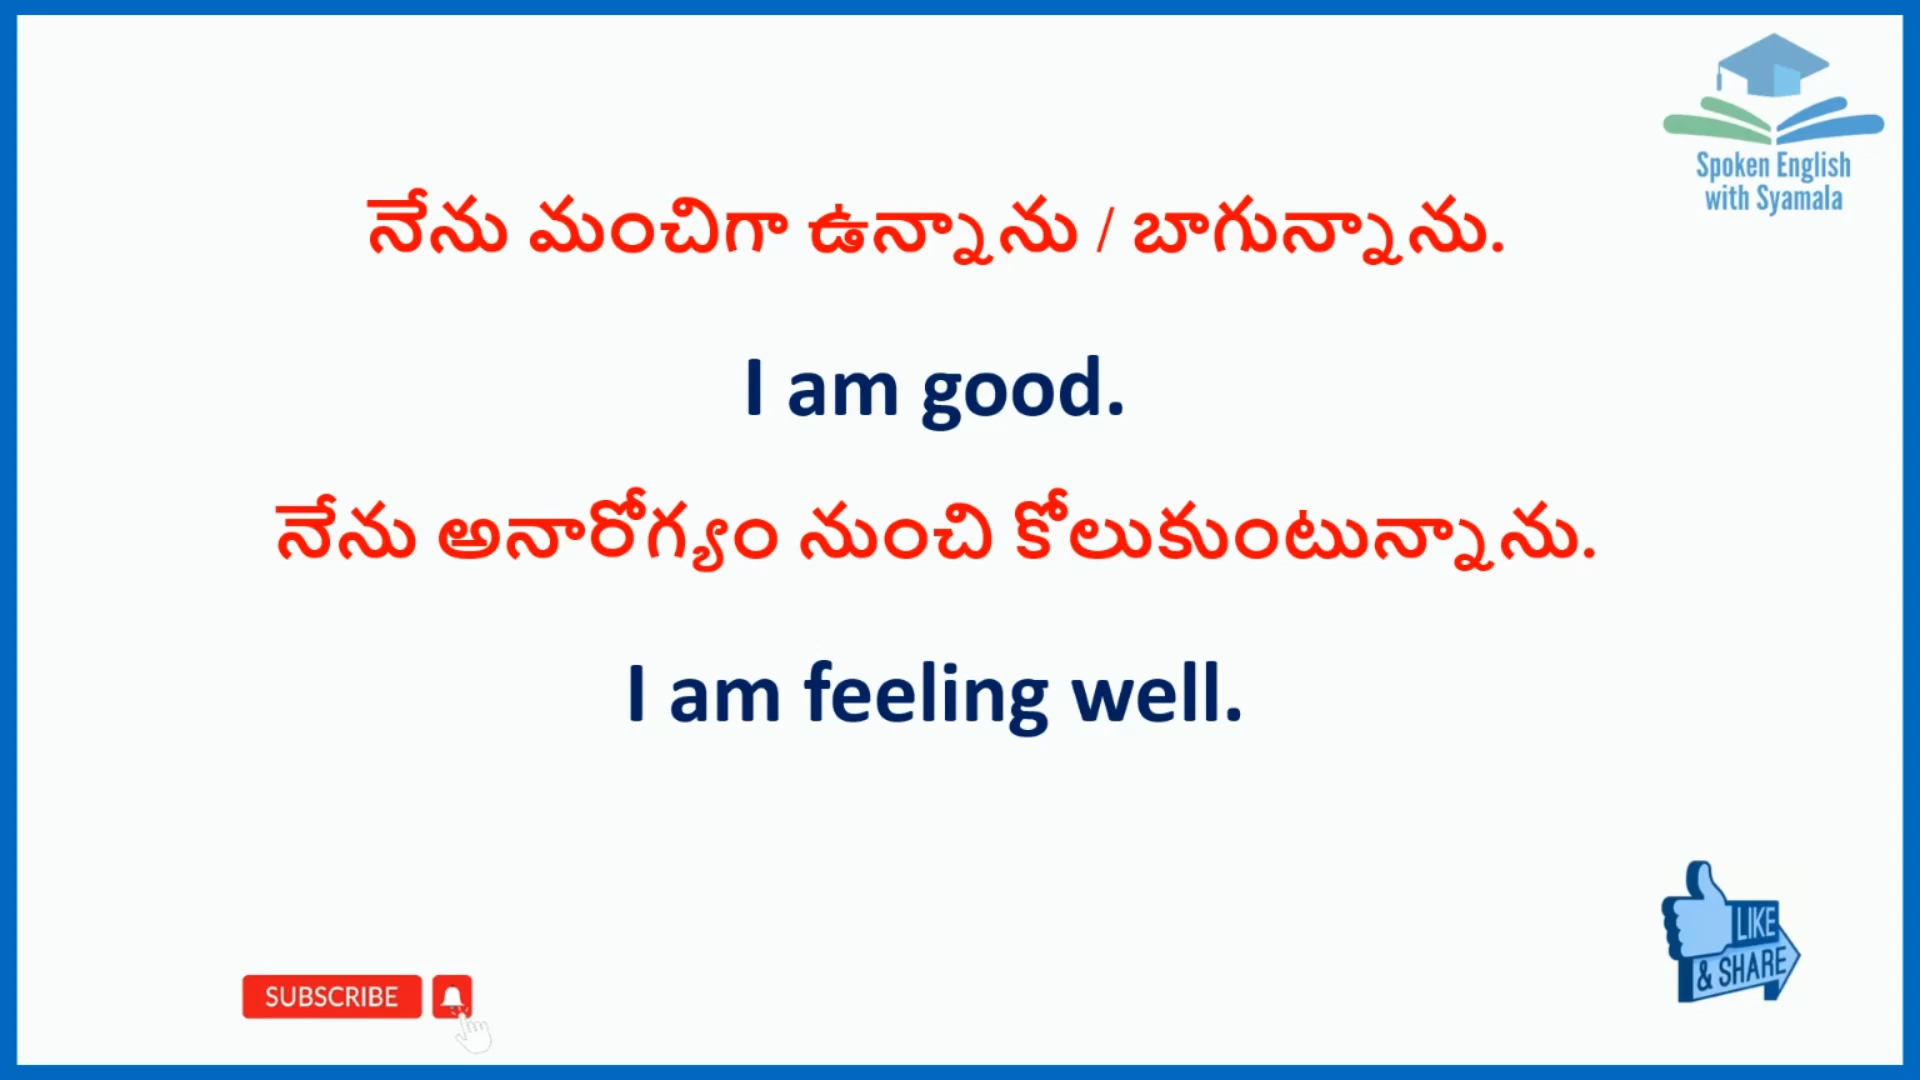 Spoken English
with Syamala
నేను మంచిగా ఉన్నాను / బాగున్నాను.
I am good.
నేను అనారోగ్యం నుంచి కోలుకుంటున్నాను.
I am feeling well.
LIKE
& SHARE
SUBSCRIBE